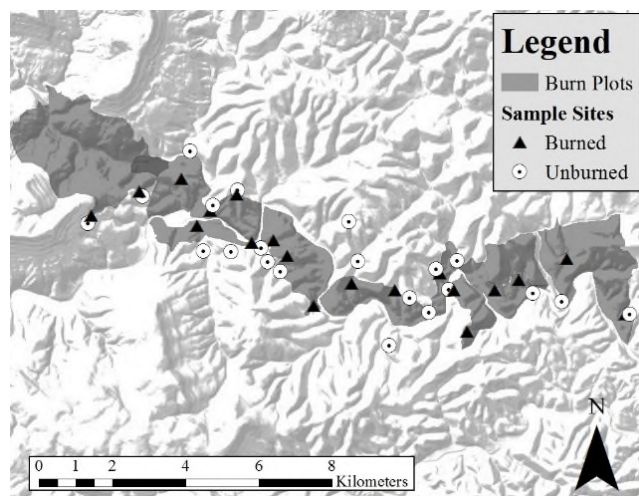 Legend
Burn Plots
Sample Sites
Burned
Unburned
N
0 1 2 4 6 8
Kilometers